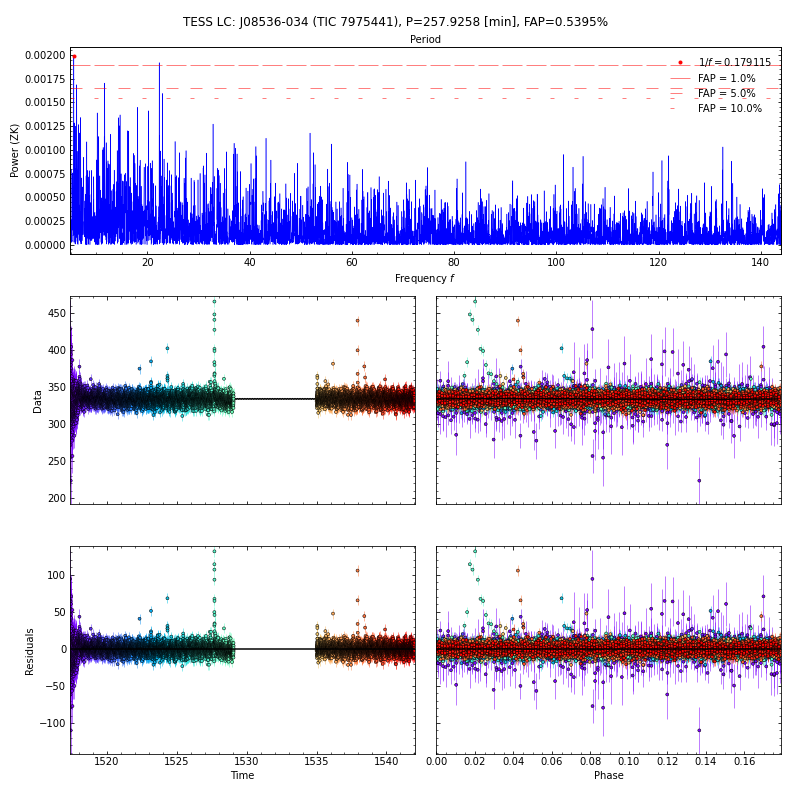 TESS LC: J08536-034 (TIC 7975441), P=257.9258 [min], FAP=0.5395%
Period
0.00200
0.00175
0.00150
0.00125
0.00100
0.00075
0.00050
0.00025
0.00000
Power (ZK)
1/f = 0.179115
FAP = 1.0%
FAP = 5.0%
FAP = 10.0%
20 40 60 80 100 120 140
Frequency f
450
400
350
300
250
200
Data
100
50
0
−50
−100
Residuals
1520 1525 1530 1535 1540
Time
0.00 0.02 0.04 0.06 0.08 0.10 0.12 0.14 0.16
Phase